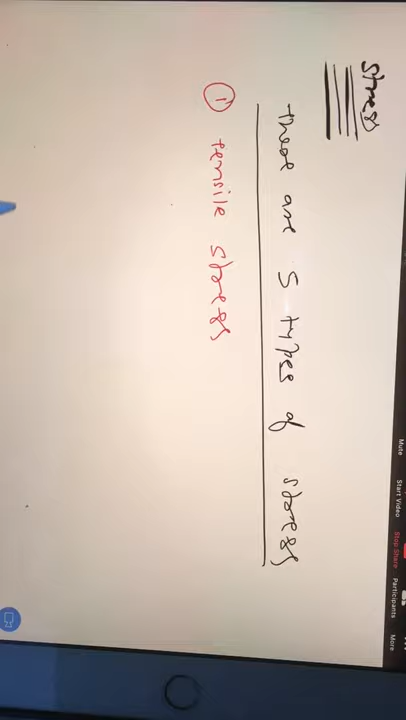 Stress
There are 5 types of stress
① tensile stress
Mute
Start Video
Stop Share
Participants
More